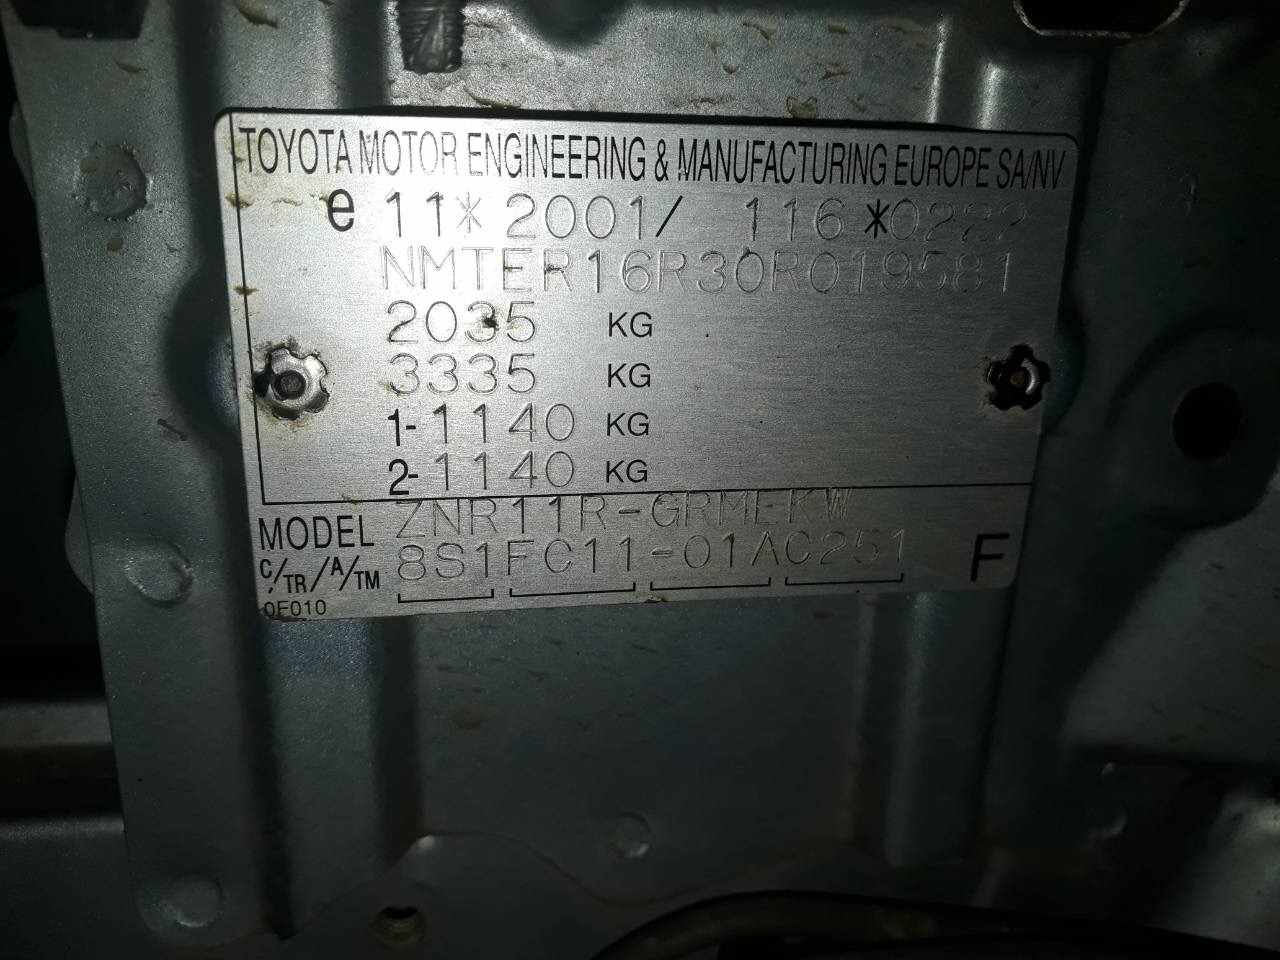 TOYOTA MOTOR ENGINEERING & MANUFACTURING EUROPE SA/NV
e 11* 2001/ 116 *0222
NMTER16R30R019581
2035 KG
3335 KG
1-1140 KG
2-1140 KG
MODEL ZNR11R-GRMEKW
C/TR/A/TM 8S1FC11-01AC251 F
0F010